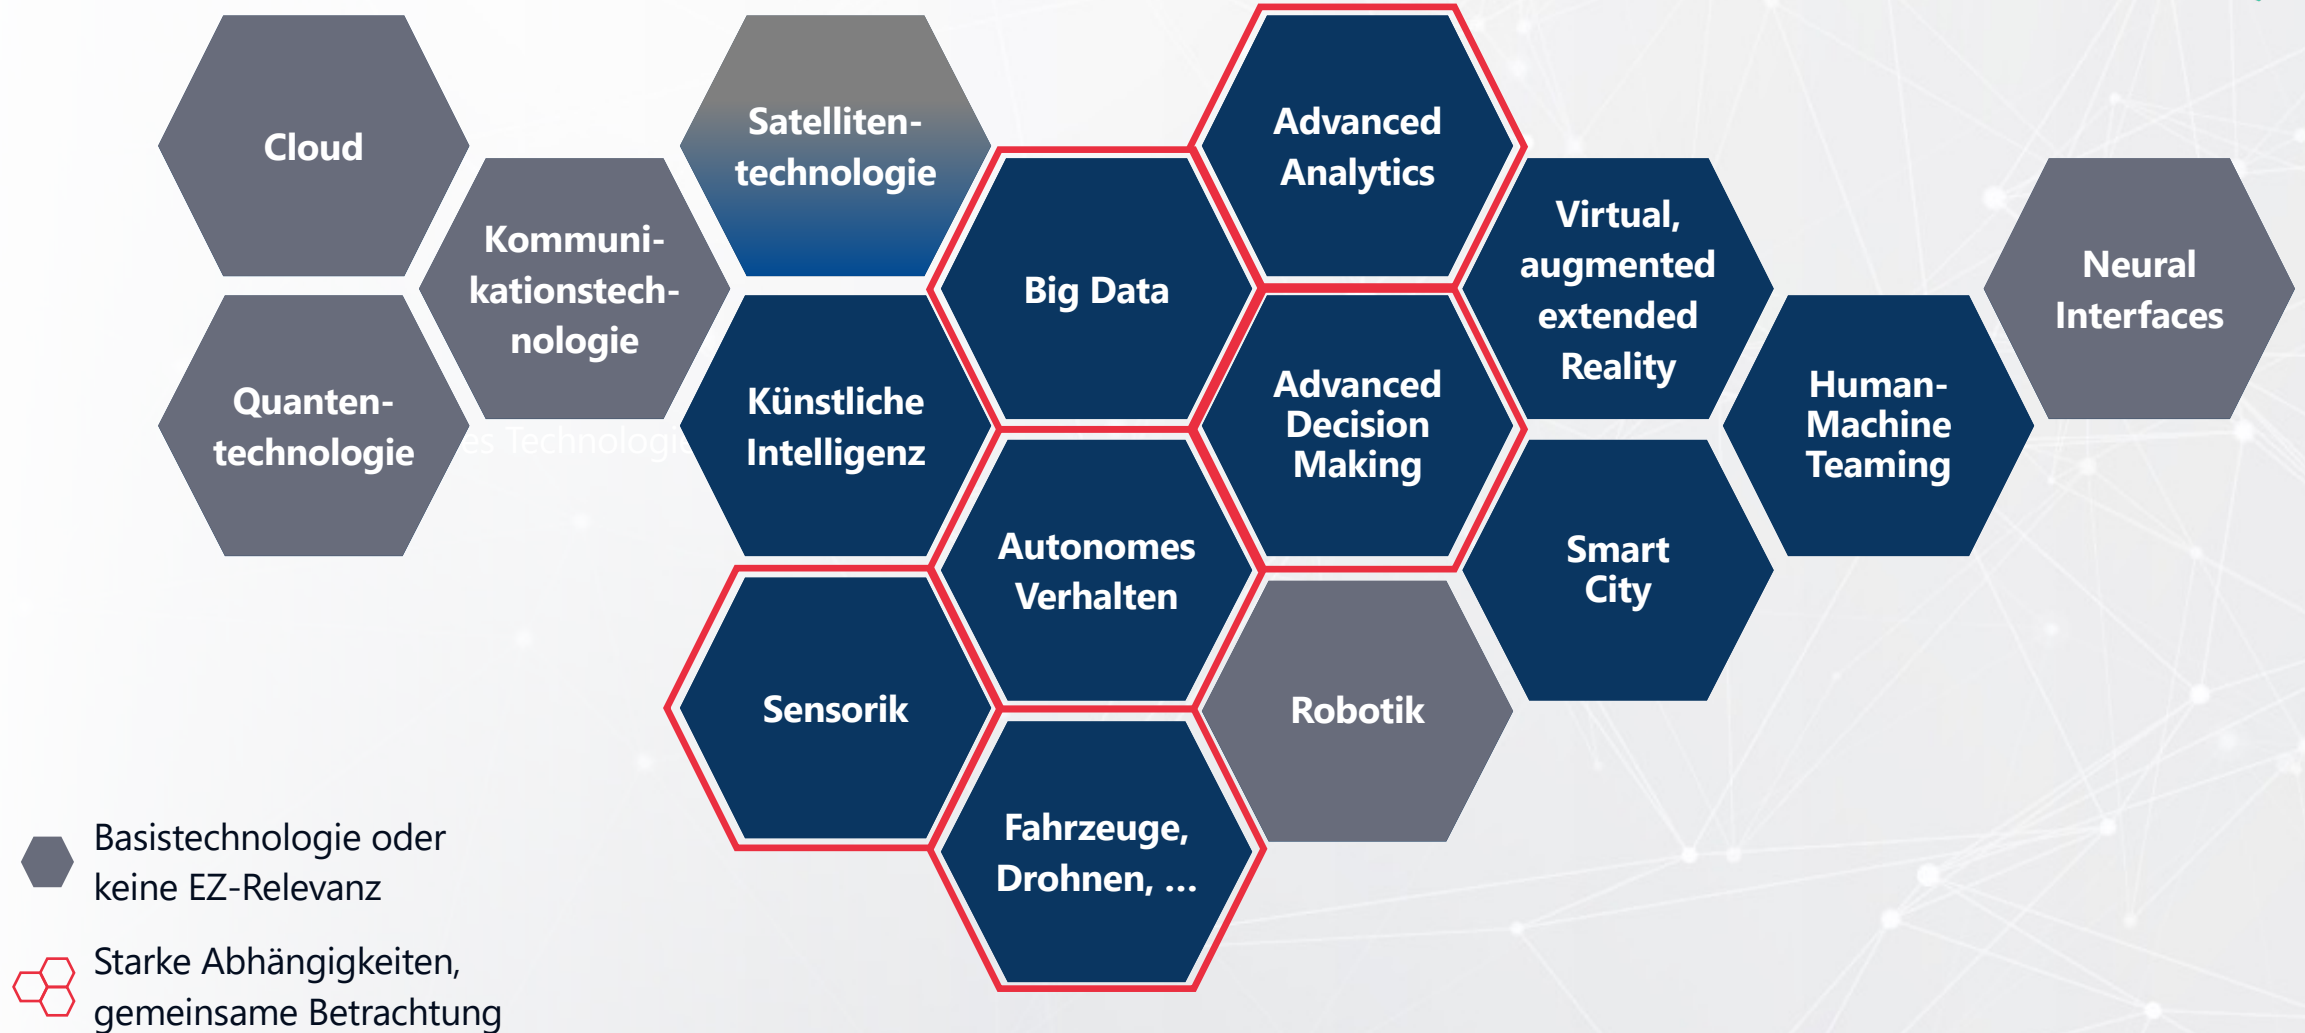 Cloud
Satelliten-
technologie
Advanced
Analytics
Kommuni-
kationstech-
nologie
Big Data
Virtual,
augmented
extended
Reality
Neural
Interfaces
Quanten-
technologie
es Technologie
Künstliche
Intelligenz
Advanced
Decision
Making
Human-
Machine
Teaming
Autonomes
Verhalten
Smart
City
Sensorik
Robotik
Fahrzeuge,
Drohnen, ...
Basistechnologie oder
keine EZ-Relevanz
Starke Abhängigkeiten,
gemeinsame Betrachtung